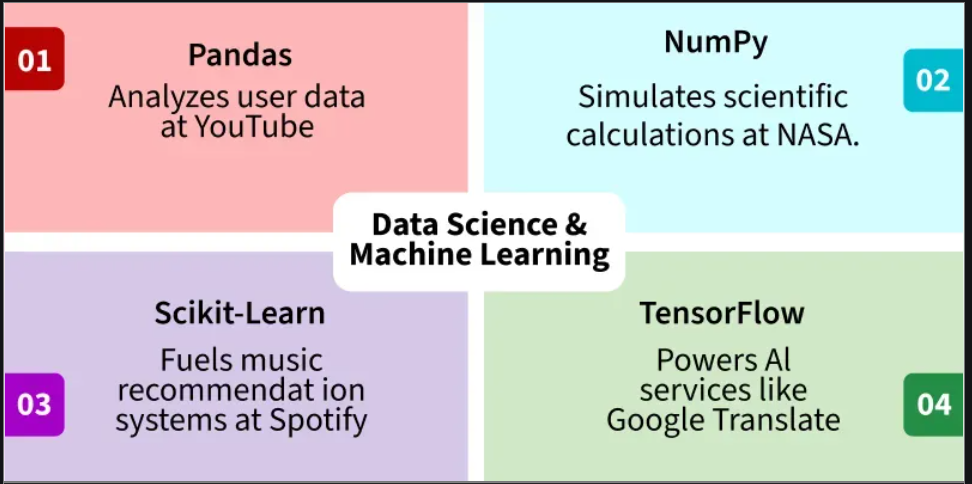 01
Pandas
Analyzes user data
at YouTube
NumPy
02
Simulates scientific
calculations at NASA.
Data Science &
Machine Learning
Scikit-Learn
Fuels music
recommendat ion
systems at Spotify
03
TensorFlow
Powers Al
services like
Google Translate
04